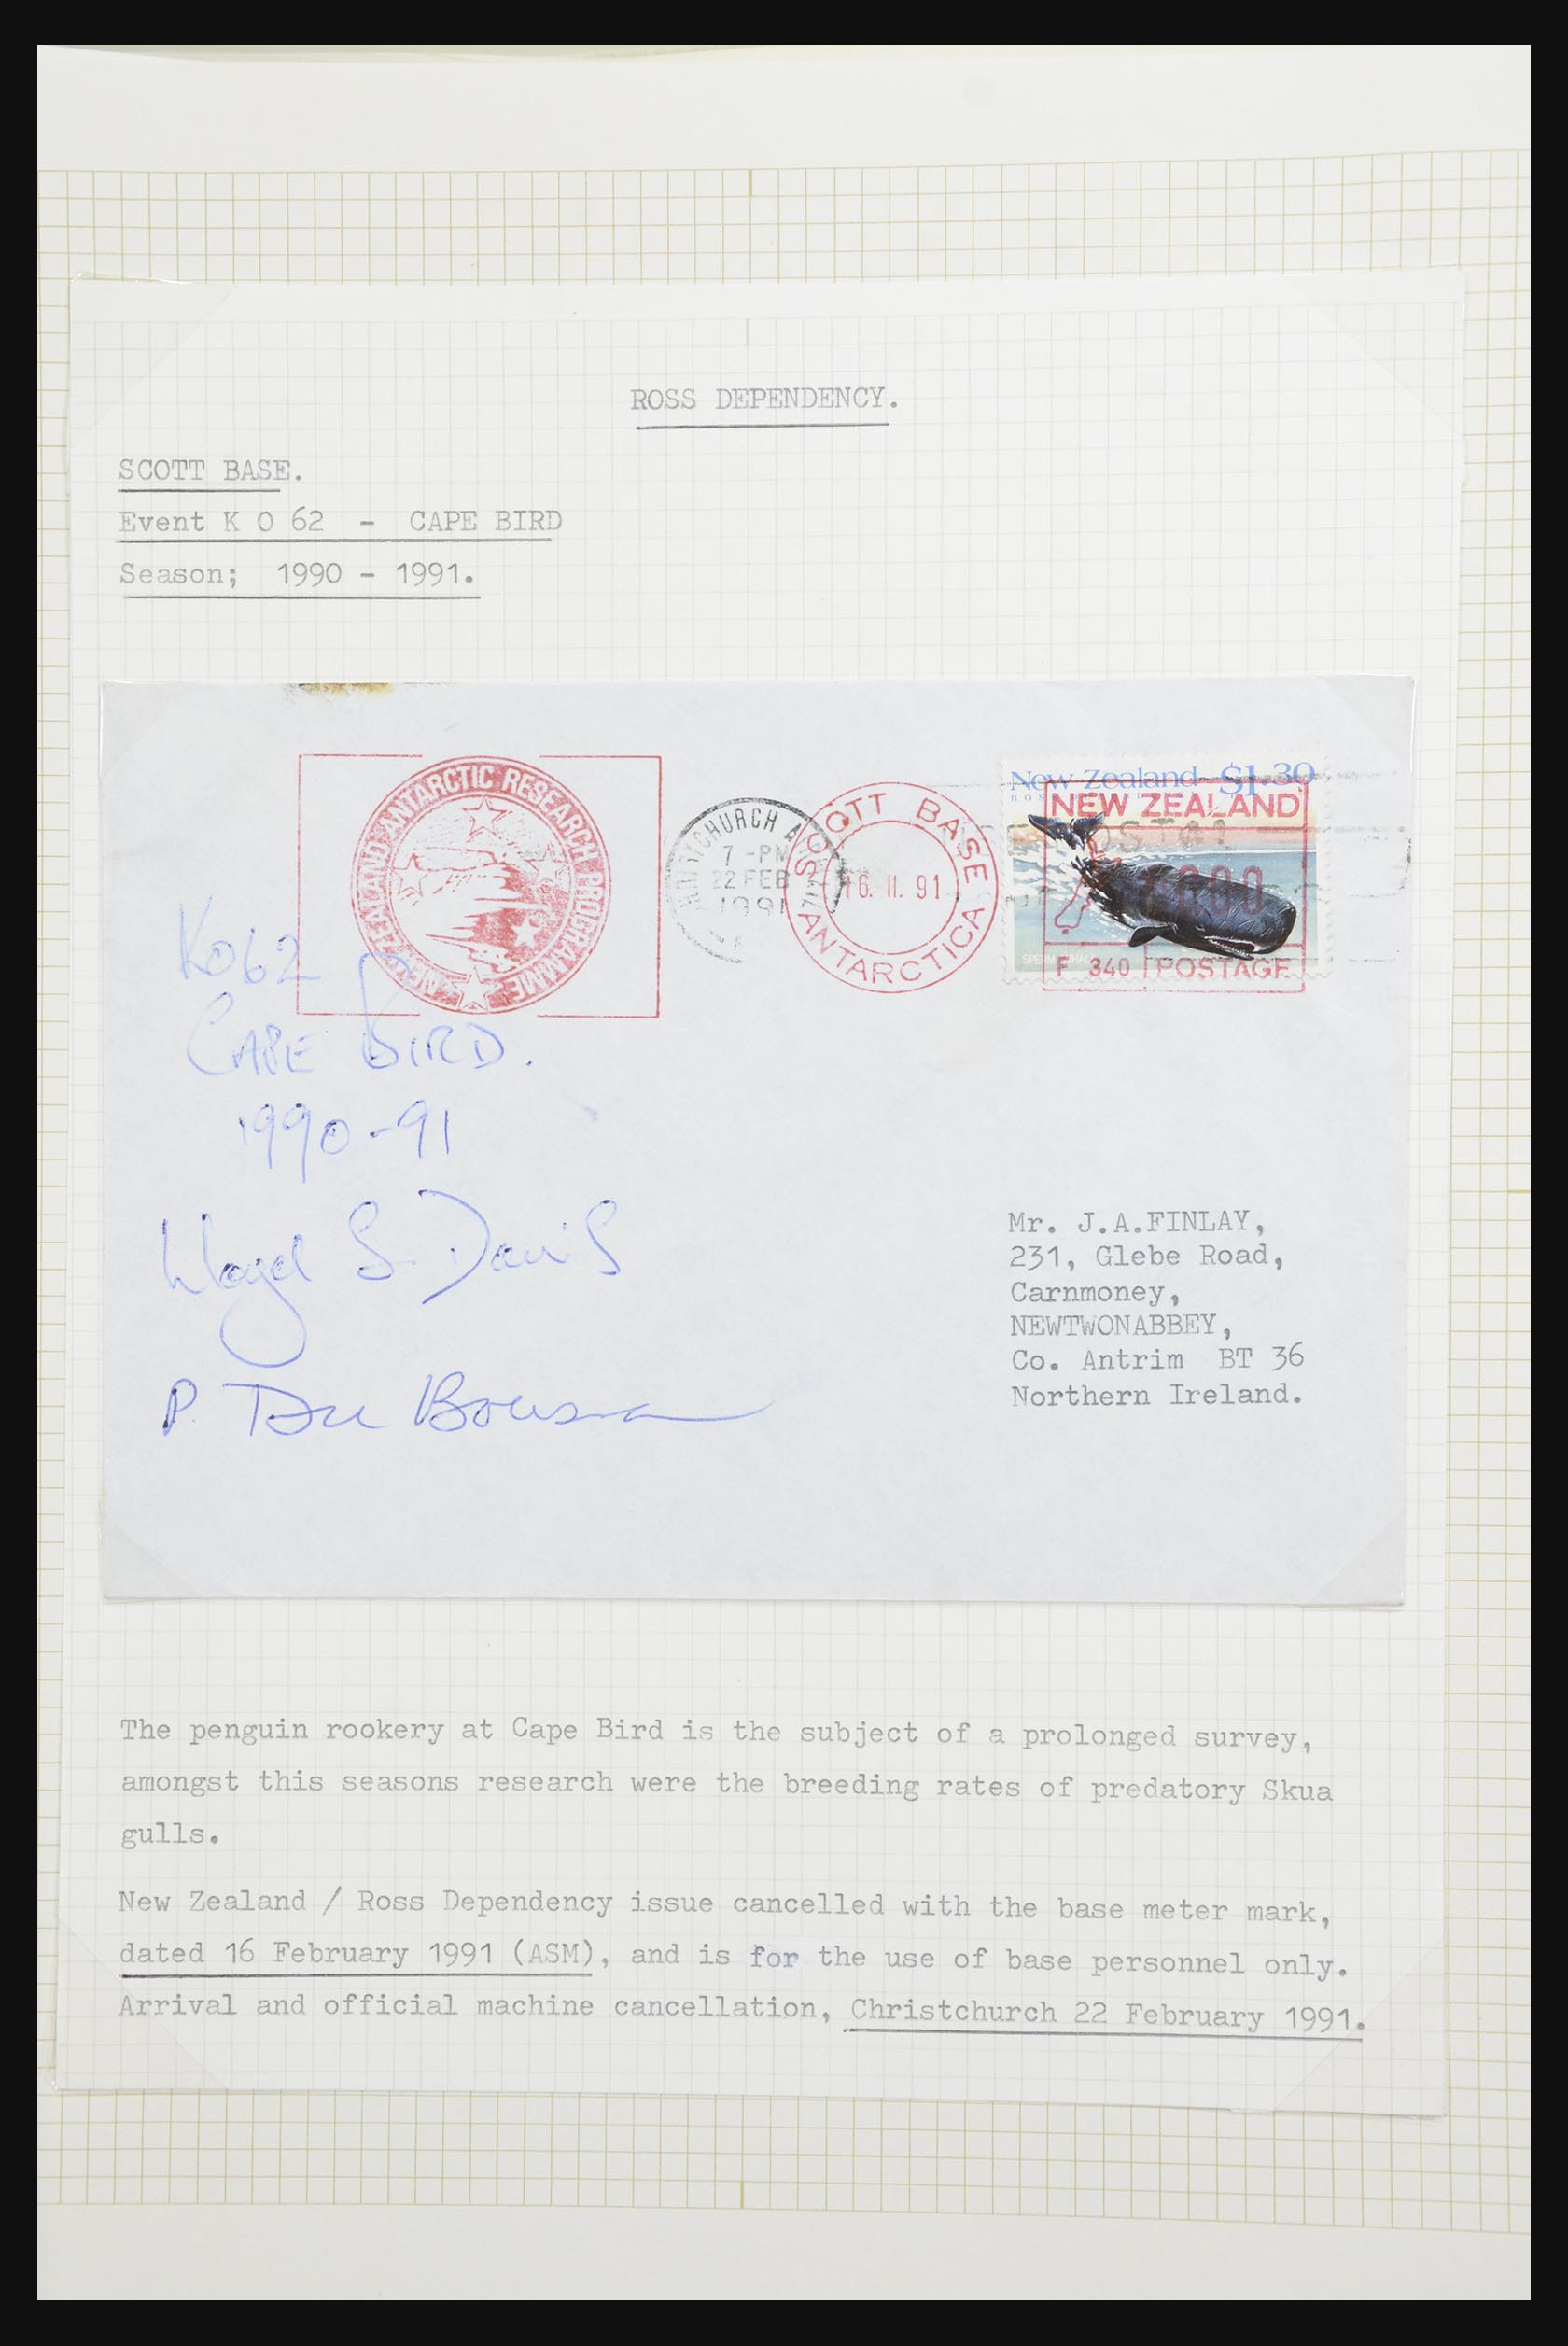 ROSS DEPENDENCY.
SCOTT BASE.
Event K O 62 - CAPE BIRD
Season; 1990 - 1991.
NEW ZEALAND ANTARCTIC RESEARCH PROGRAMME
CHRISTCHURCH
7 -PM
22 FEB
1991
SCOTT BASE
16. II. 91
ANTARCTICA
New Zealand $1.30
NEW ZEALAND
SPERM WHALE
F 340 POSTAGE
K062
CAPE BIRD.
1990-91
Lloyd S. Davis
P. Du
Mr. J.A.FINLAY,
231, Glebe Road,
Carnmoney,
NEWTWONABBEY,
Co. Antrim BT 36
Northern Ireland.
The penguin rookery at Cape Bird is the subject of a prolonged survey,
amongst this seasons research were the breeding rates of predatory Skua
gulls.
New Zealand / Ross Dependency issue cancelled with the base meter mark,
dated 16 February 1991 (ASM), and is for the use of base personnel only.
Arrival and official machine cancellation, Christchurch 22 February 1991.